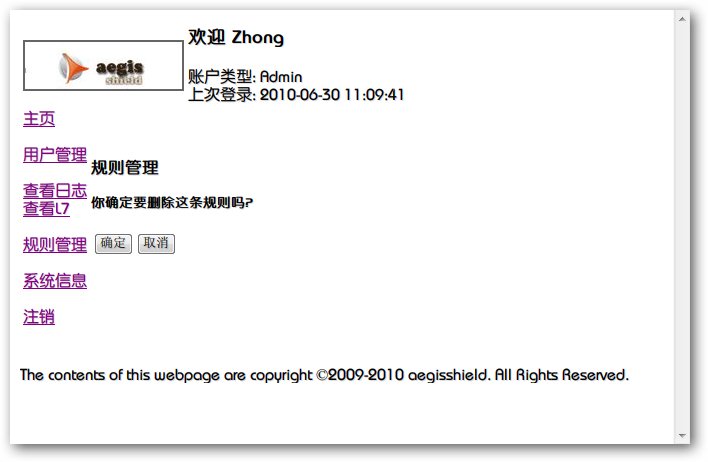 欢迎 Zhong
aegis
shield
账户类型: Admin
上次登录: 2010-06-30 11:09:41
主页
用户管理
规则管理
查看日志
你确定要删除这条规则吗?
查看L7
规则管理 确定 取消
系统信息
注销
The contents of this webpage are copyright ©2009-2010 aegisshield. All Rights Reserved.